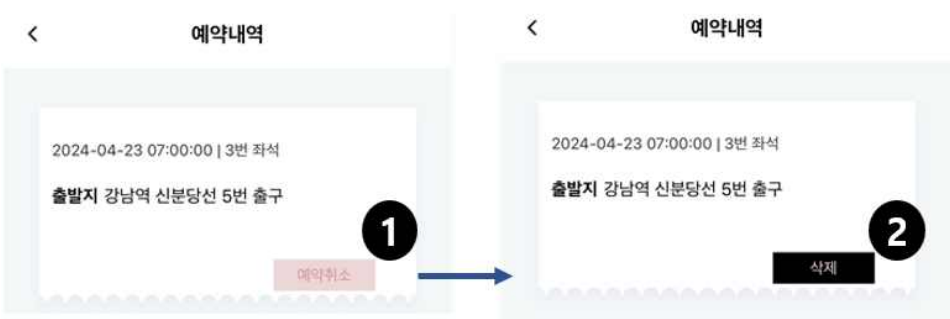 예약내역
2024-04-23 07:00:00 | 3번 좌석
출발지 강남역 신분당선 5번 출구
1
예약취소
예약내역
2024-04-23 07:00:00 | 3번 좌석
출발지 강남역 신분당선 5번 출구
2
삭제